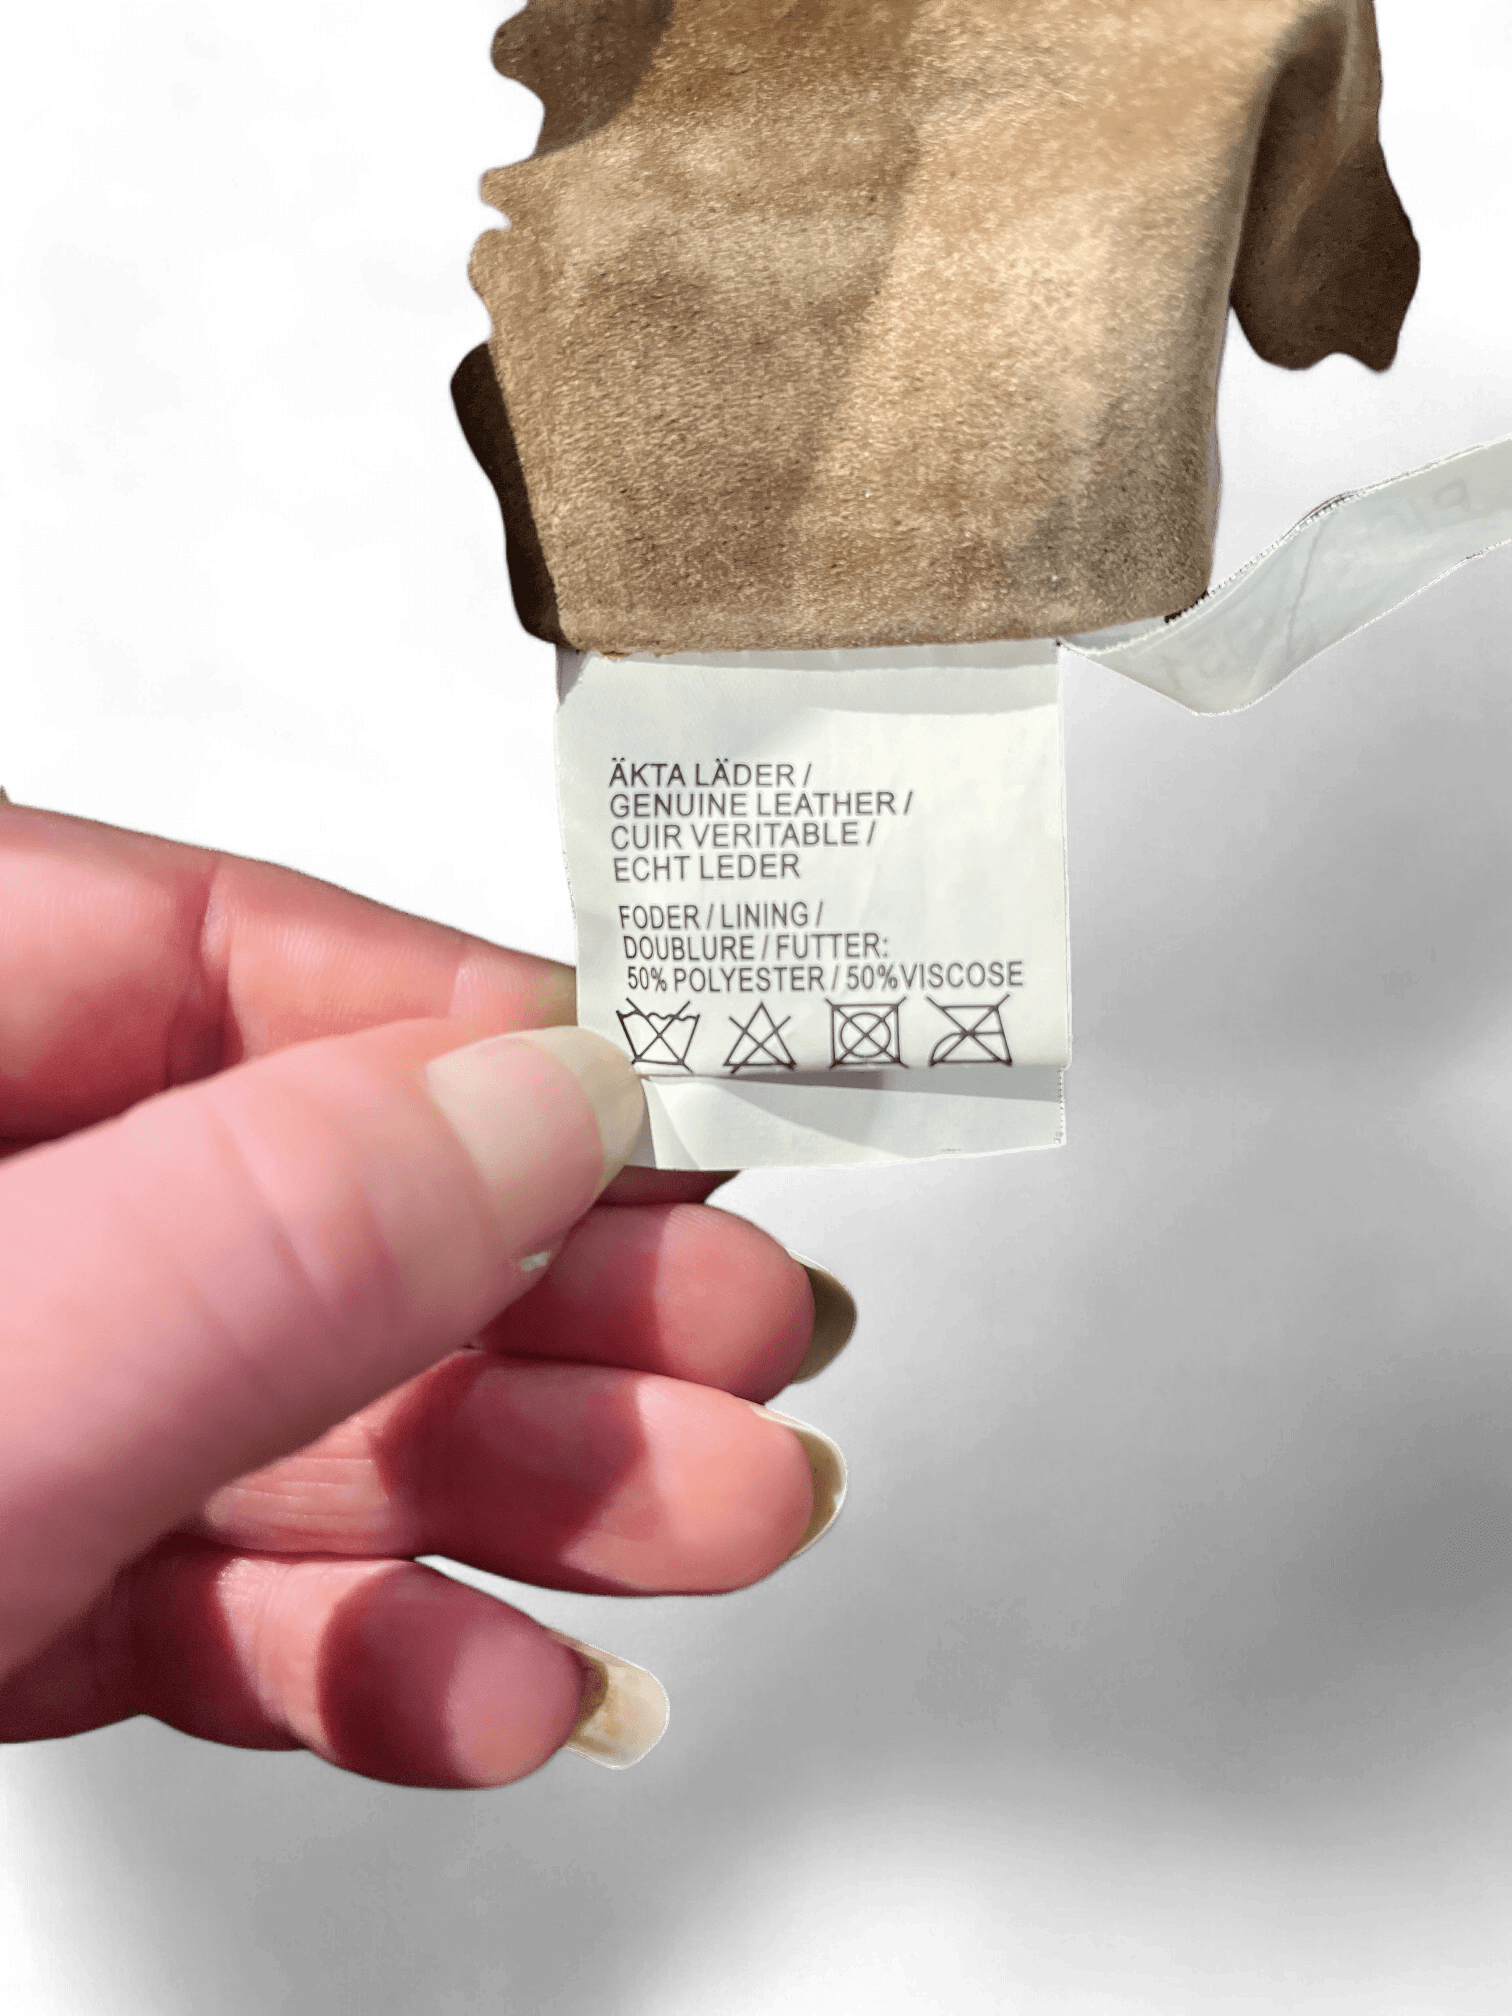 ÄKTA LÄDER /
GENUINE LEATHER /
CUIR VERITABLE /
ECHT LEDER
FODER / LINING /
DOUBLURE / FUTTER:
50% POLYESTER / 50%VISCOSE